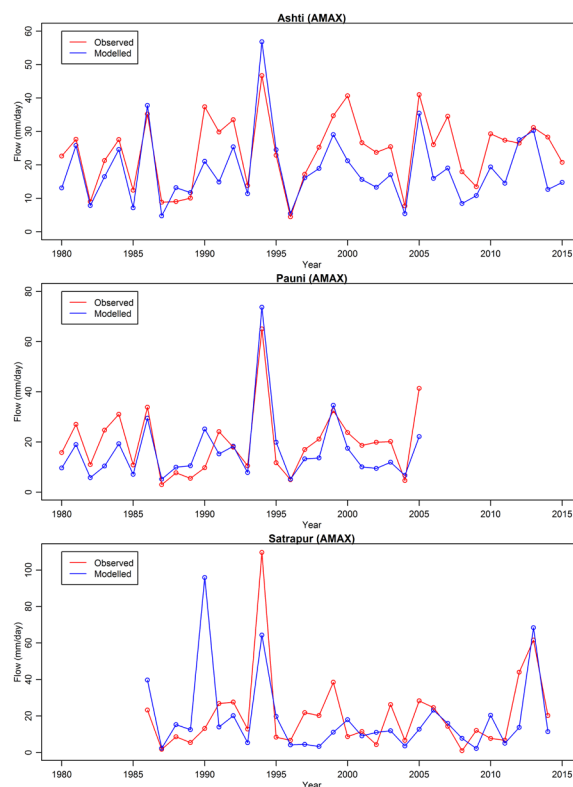 Ashti (AMAX)
Observed
Modelled
Flow (mm/day)
0 10 20 30 40 50 60
1980 1985 1990 1995 2000 2005 2010 2015
Year
Pauni (AMAX)
Observed
Modelled
Flow (mm/day)
0 20 40 60 80
1980 1985 1990 1995 2000 2005 2010 2015
Year
Satrapur (AMAX)
Observed
Modelled
Flow (mm/day)
0 20 40 60 80 100
1980 1985 1990 1995 2000 2005 2010 2015
Year